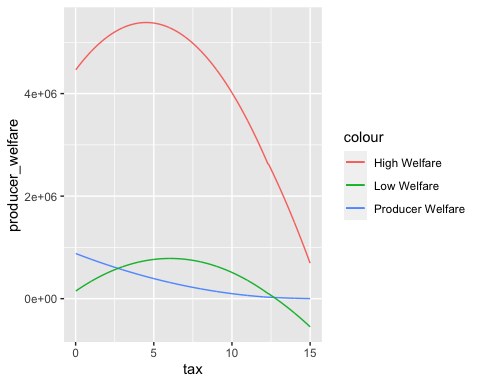 producer_welfare
4e+06
2e+06
0e+00
0
5
10
15
tax
colour
High Welfare
Low Welfare
Producer Welfare